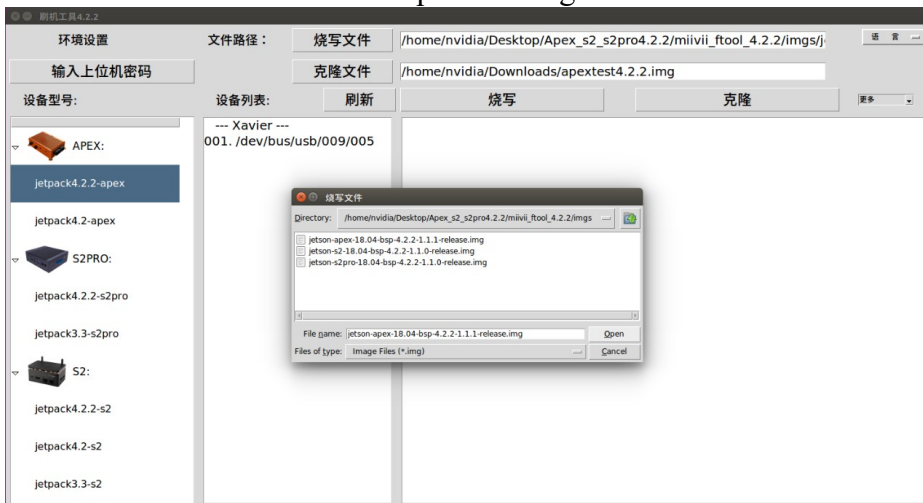 刷机工具4.2.2
环境设置
文件路径：
烧写文件
/home/nvidia/Desktop/Apex_s2_s2pro4.2.2/miivii_ftool_4.2.2/imgs/j
语 言
输入上位机密码
克隆文件
/home/nvidia/Downloads/apextest4.2.2.img
设备型号:
设备列表:
刷新
烧写
克隆
更多
APEX:
jetpack4.2.2-apex
jetpack4.2-apex
S2PRO:
jetpack4.2.2-s2pro
jetpack3.3-s2pro
S2:
jetpack4.2.2-s2
jetpack4.2-s2
jetpack3.3-s2
--- Xavier ---
001. /dev/bus/usb/009/005
烧写文件
Directory: /home/nvidia/Desktop/Apex_s2_s2pro4.2.2/miivii_ftool_4.2.2/imgs
jetson-apex-18.04-bsp-4.2.2-1.1.1-release.img
jetson-s2-18.04-bsp-4.2.2-1.1.0-release.img
jetson-s2pro-18.04-bsp-4.2.2-1.1.0-release.img
File name: jetson-apex-18.04-bsp-4.2.2-1.1.1-release.img
Open
Files of type: Image Files (*.img)
Cancel